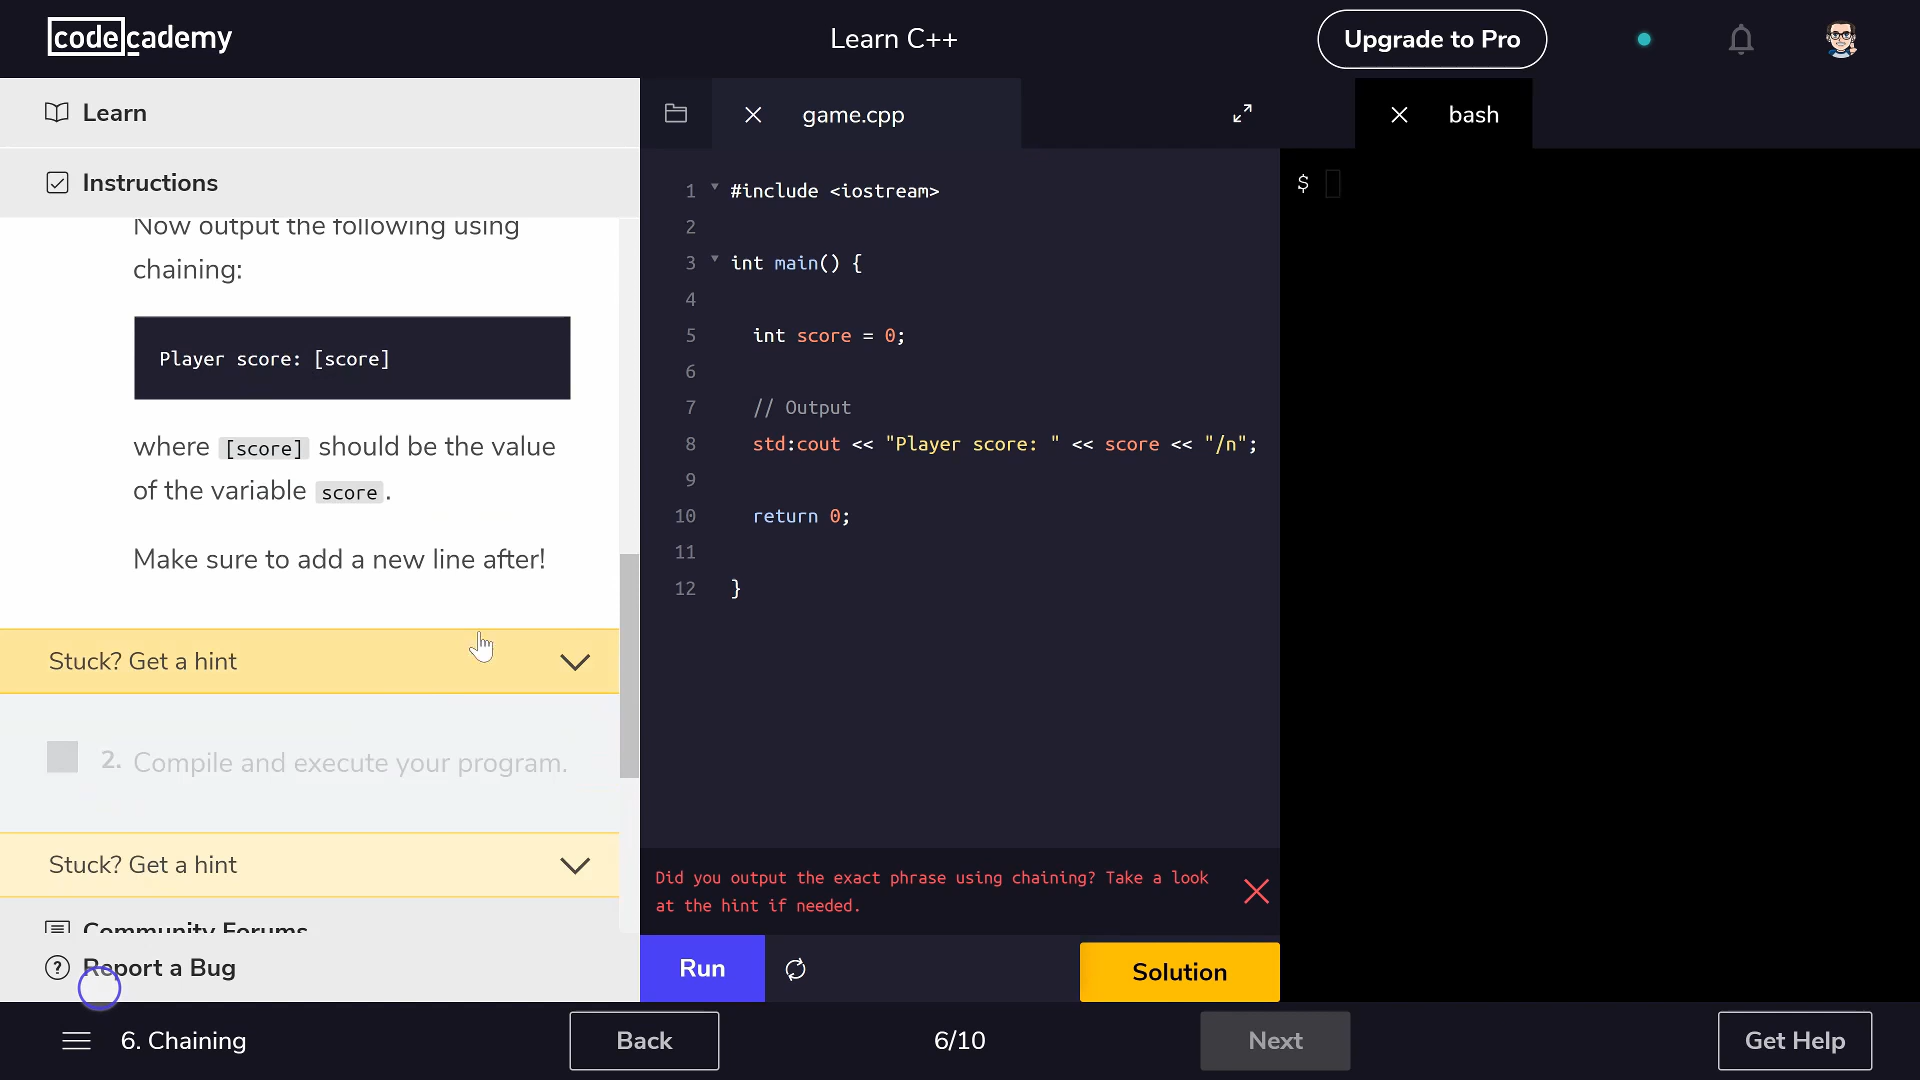 codecademy
Learn C++
Upgrade to Pro
Learn
Instructions
Now output the following using
chaining:
Player score: [score]
where [score] should be the value
of the variable score.
Make sure to add a new line after!
Stuck? Get a hint
2. Compile and execute your program.
Stuck? Get a hint
Community Forums
Report a Bug
game.cpp
1 #include <iostream>
2
3 int main() {
4
5 int score = 0;
6
7 // Output
8 std:cout << "Player score: " << score << "/n";
9
10 return 0;
11
12 }
Did you output the exact phrase using chaining? Take a look
at the hint if needed.
Run
Solution
bash
$
6. Chaining
Back
6/10
Next
Get Help